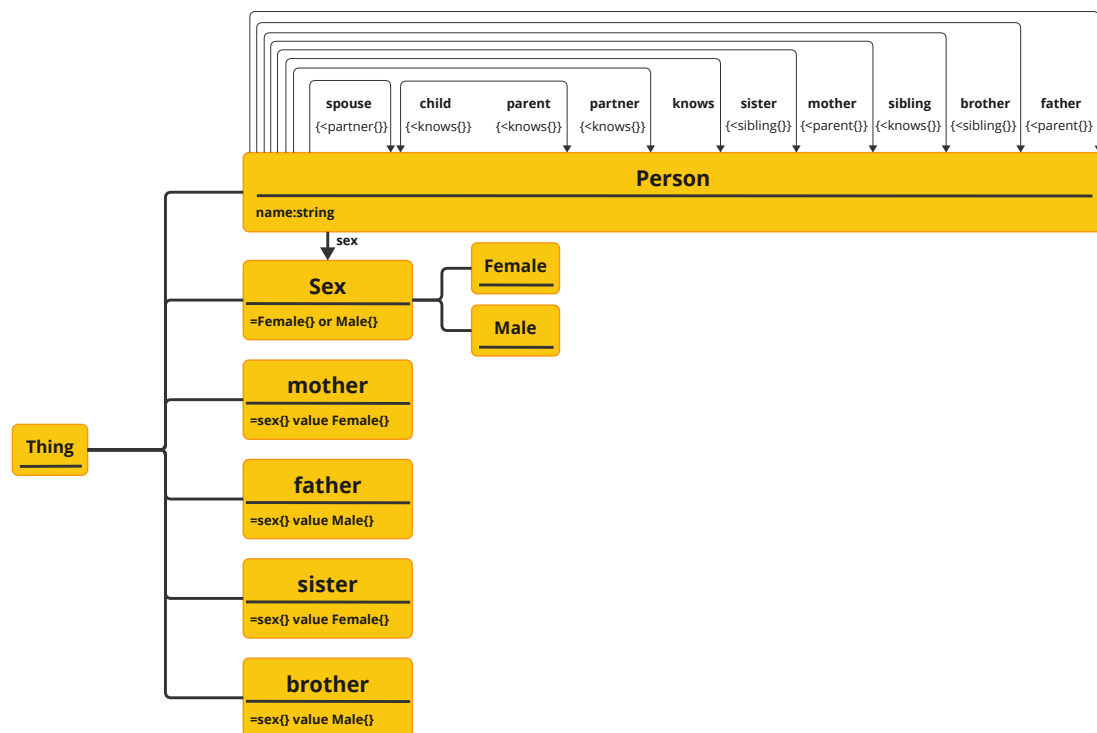 spouse child parent partner knows sister mother sibling brother father
{<partner{}} {<knows{}} {<knows{}} {<knows{}} {<sibling{}} {<parent{}} {<knows{}} {<sibling{}} {<parent{}}
Person
name:string
sex
Sex
=Female{} or Male{}
Female
Male
mother
=sex{} value Female{}
Thing
father
=sex{} value Male{}
sister
=sex{} value Female{}
brother
=sex{} value Male{}